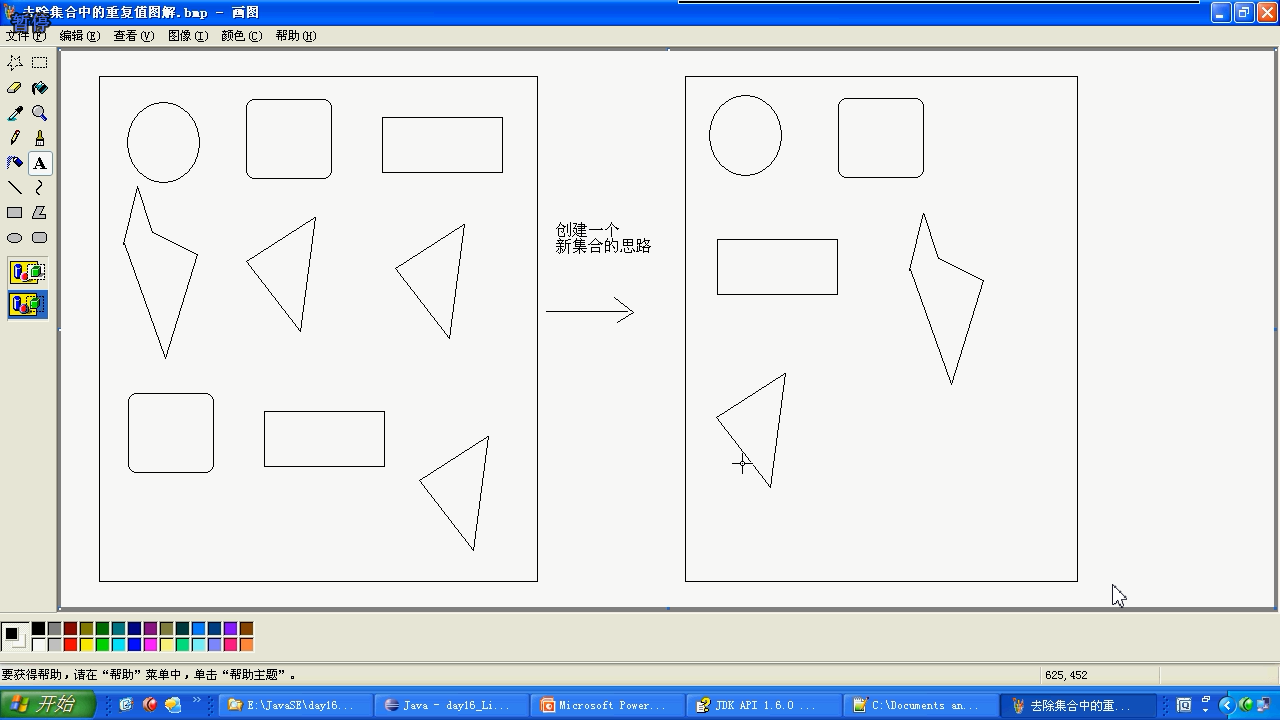 去除集合中的重复值图解.bmp - 画图
暂停
文件(F) 编辑(E) 查看(V) 图像(I) 颜色(C) 帮助(H)
A
创建一个
新集合的思路
要获得帮助，请在“帮助”菜单中，单击“帮助主题”。
625,452
开始
E:\JavaSE\day16...
Java - day16_Li...
Microsoft Power...
JDK API 1.6.0 ...
C:\Documents an...
去除集合中的重...